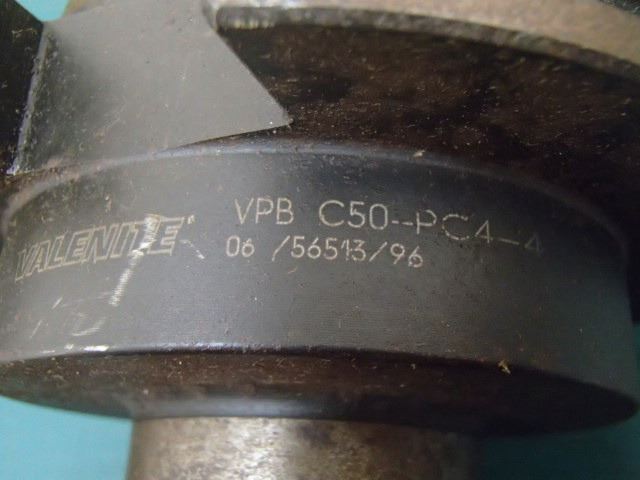 VALENITE
VPB C50--PC4-4
06 /56513/96